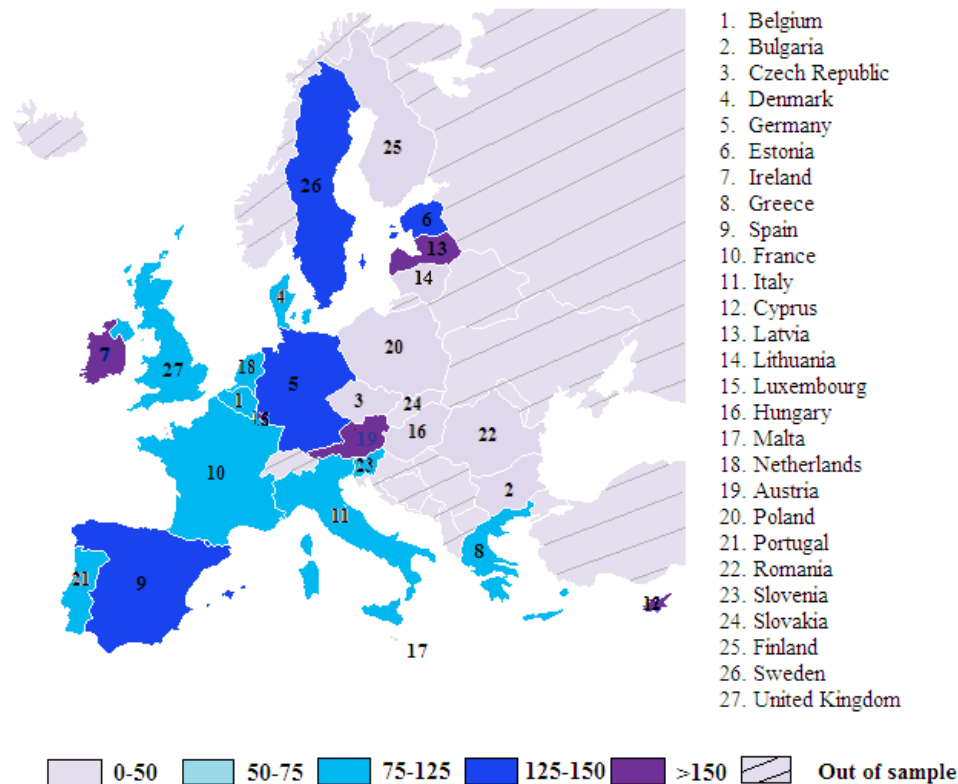 1. Belgium
2. Bulgaria
3. Czech Republic
4. Denmark
5. Germany
6. Estonia
7. Ireland
8. Greece
9. Spain
10. France
11. Italy
12. Cyprus
13. Latvia
14. Lithuania
15. Luxembourg
16. Hungary
17. Malta
18. Netherlands
19. Austria
20. Poland
21. Portugal
22. Romania
23. Slovenia
24. Slovakia
25. Finland
26. Sweden
27. United Kingdom
25
26
6
13
14
4
20
7
27
18
5
1
3
24
15
16
19
22
23
10
2
11
8
21
9
12
17
0-50 50-75 75-125 125-150 >150 Out of sample